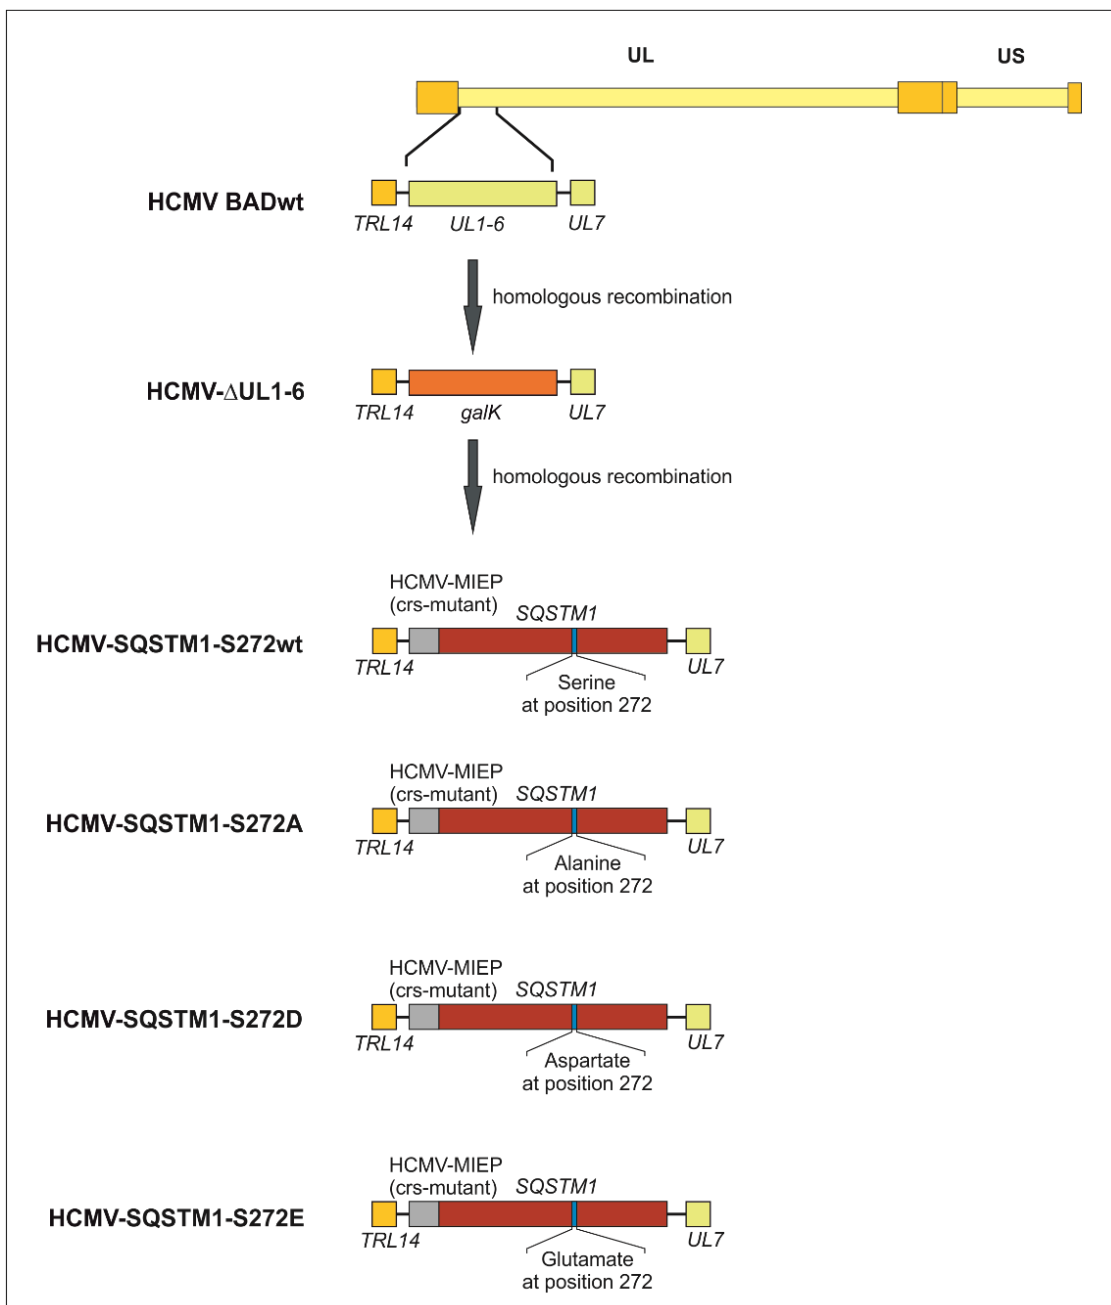 UL US
HCMV BADwt
TRL14 UL1-6 UL7
homologous recombination
HCMV-ΔUL1-6
TRL14 galK UL7
homologous recombination
HCMV-MIEP
(crs-mutant) SQSTM1
HCMV-SQSTM1-S272wt
TRL14 UL7
Serine
at position 272
HCMV-MIEP
(crs-mutant) SQSTM1
HCMV-SQSTM1-S272A
TRL14 UL7
Alanine
at position 272
HCMV-MIEP
(crs-mutant) SQSTM1
HCMV-SQSTM1-S272D
TRL14 UL7
Aspartate
at position 272
HCMV-MIEP
(crs-mutant) SQSTM1
HCMV-SQSTM1-S272E
TRL14 UL7
Glutamate
at position 272